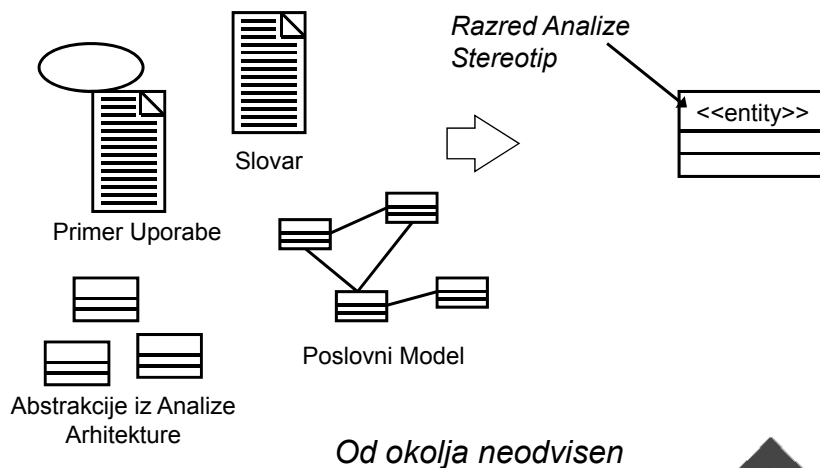 Razred Analize
Stereotip
<<entity>>
Slovar
Primer Uporabe
Poslovni Model
Abstrakcije iz Analize
Arhitekture
Od okolja neodvisen